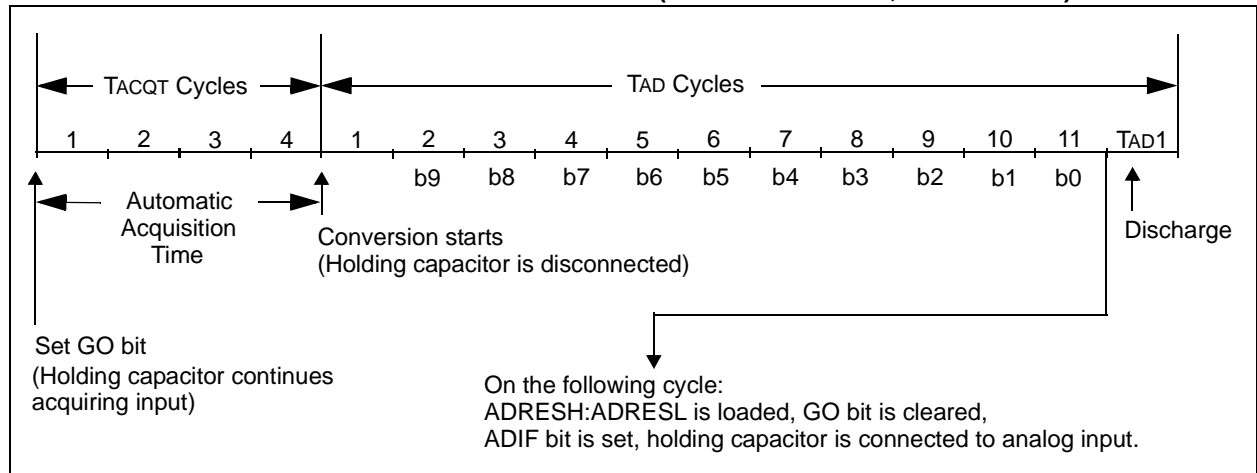 TACQT Cycles TAD Cycles
1 2 3 4 1 2 3 4 5 6 7 8 9 10 11 TAD1
b9 b8 b7 b6 b5 b4 b3 b2 b1 b0
Automatic
Acquisition
Time
Conversion starts
(Holding capacitor is disconnected)
Discharge
Set GO bit
(Holding capacitor continues
acquiring input)
On the following cycle:
ADRESH:ADRESL is loaded, GO bit is cleared,
ADIF bit is set, holding capacitor is connected to analog input.